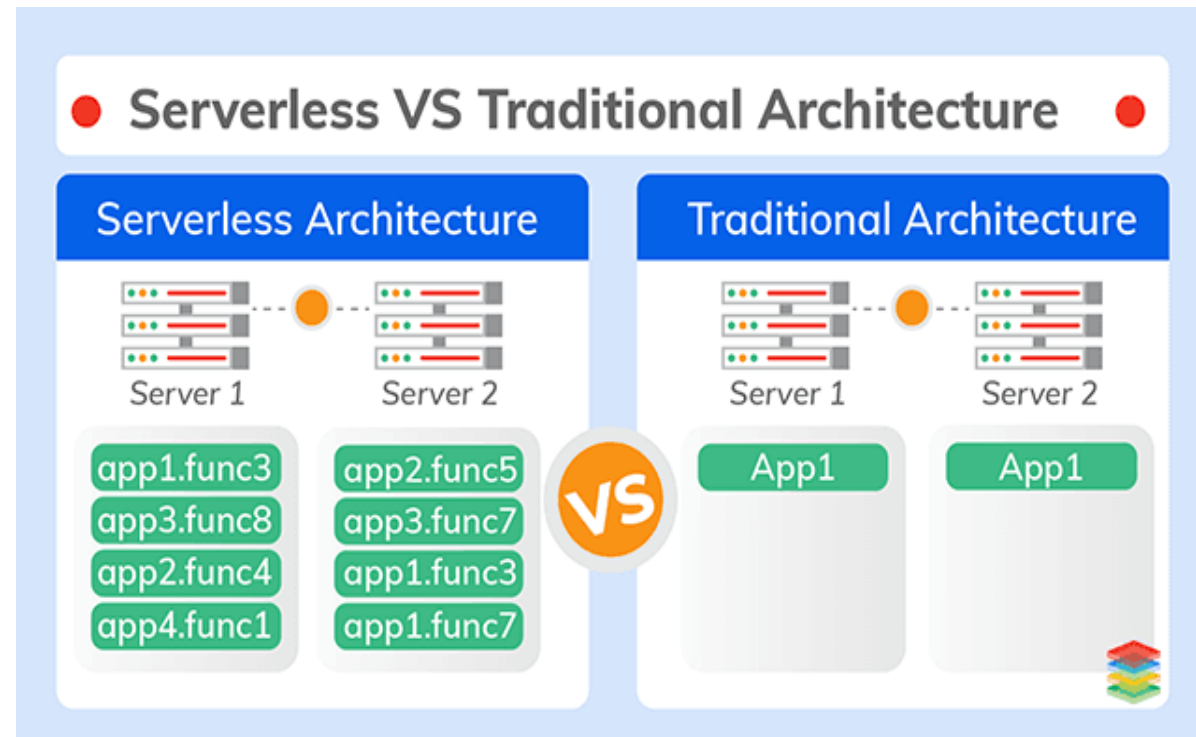 Serverless VS Traditional Architecture
Serverless Architecture
Server 1
Server 2
app1.func3
app3.func8
app2.func4
app4.func1
app2.func5
app3.func7
app1.func3
app1.func7
VS
Traditional Architecture
Server 1
Server 2
App1
App1